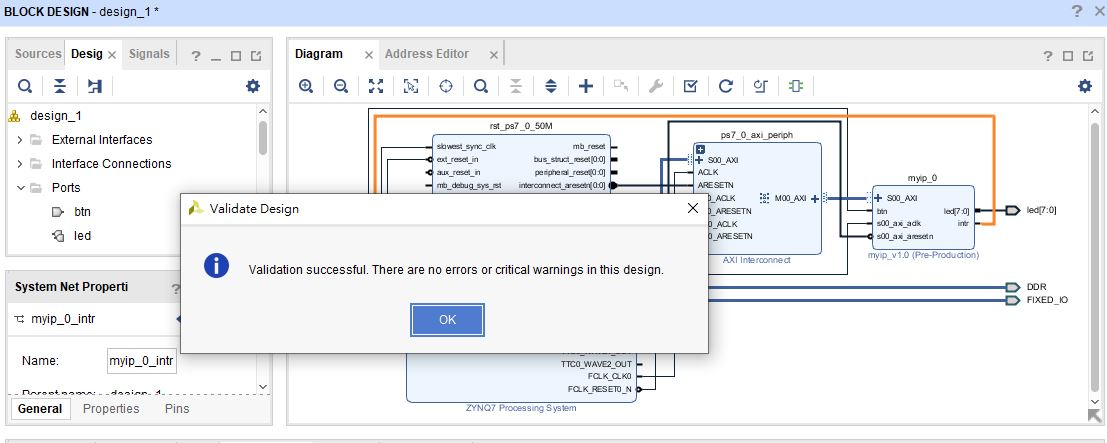 BLOCK DESIGN - design_1 *
Sources Desig Signals
design_1
External Interfaces
Interface Connections
Ports
btn
led
System Net Properti
myip_0_intr
Name: myip_0_intr
General Properties Pins
Diagram Address Editor
rst_ps7_0_50M
slowest_sync_clk mb_reset
ext_reset_in bus_struct_reset[0:0]
aux_reset_in peripheral_reset[0:0]
mb_debug_sys_rst interconnect_aresetn[0:0]
ps7_0_axi_periph
S00_AXI
ACLK
ARESETN
0_ACLK M00_AXI
0_ARESETN
0_ACLK
0_ARESETN
AXI Interconnect
myip_0
S00_AXI
btn led[7:0]
s00_axi_aclk intr
s00_axi_aresetn
myip_v1.0 (Pre-Production)
led[7:0]
DDR
FIXED_IO
Validate Design
Validation successful. There are no errors or critical warnings in this design.
OK
TTC0_WAVE2_OUT
FCLK_CLK0
FCLK_RESET0_N
ZYNQ7 Processing System